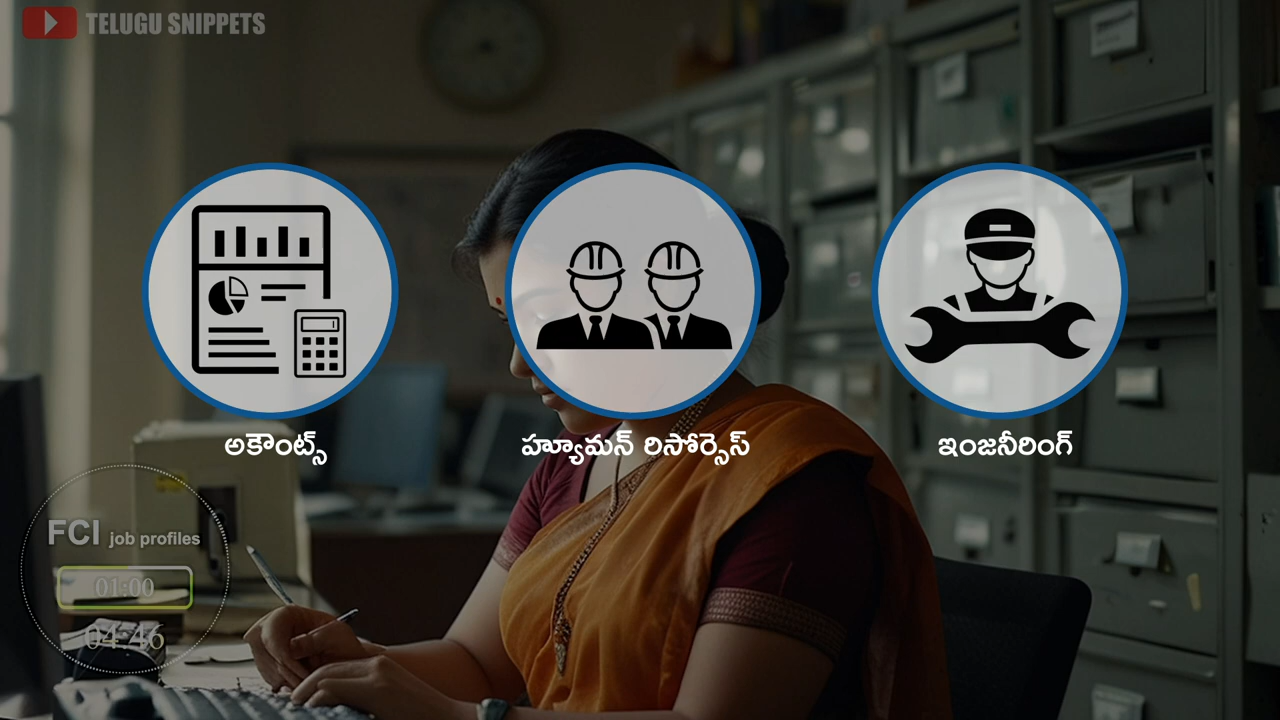 TELUGU SNIPPETS
అకౌంట్స్
హ్యూమన్ రిసోర్సెస్
ఇంజనీరింగ్
FCI job profiles
01:00
04:46